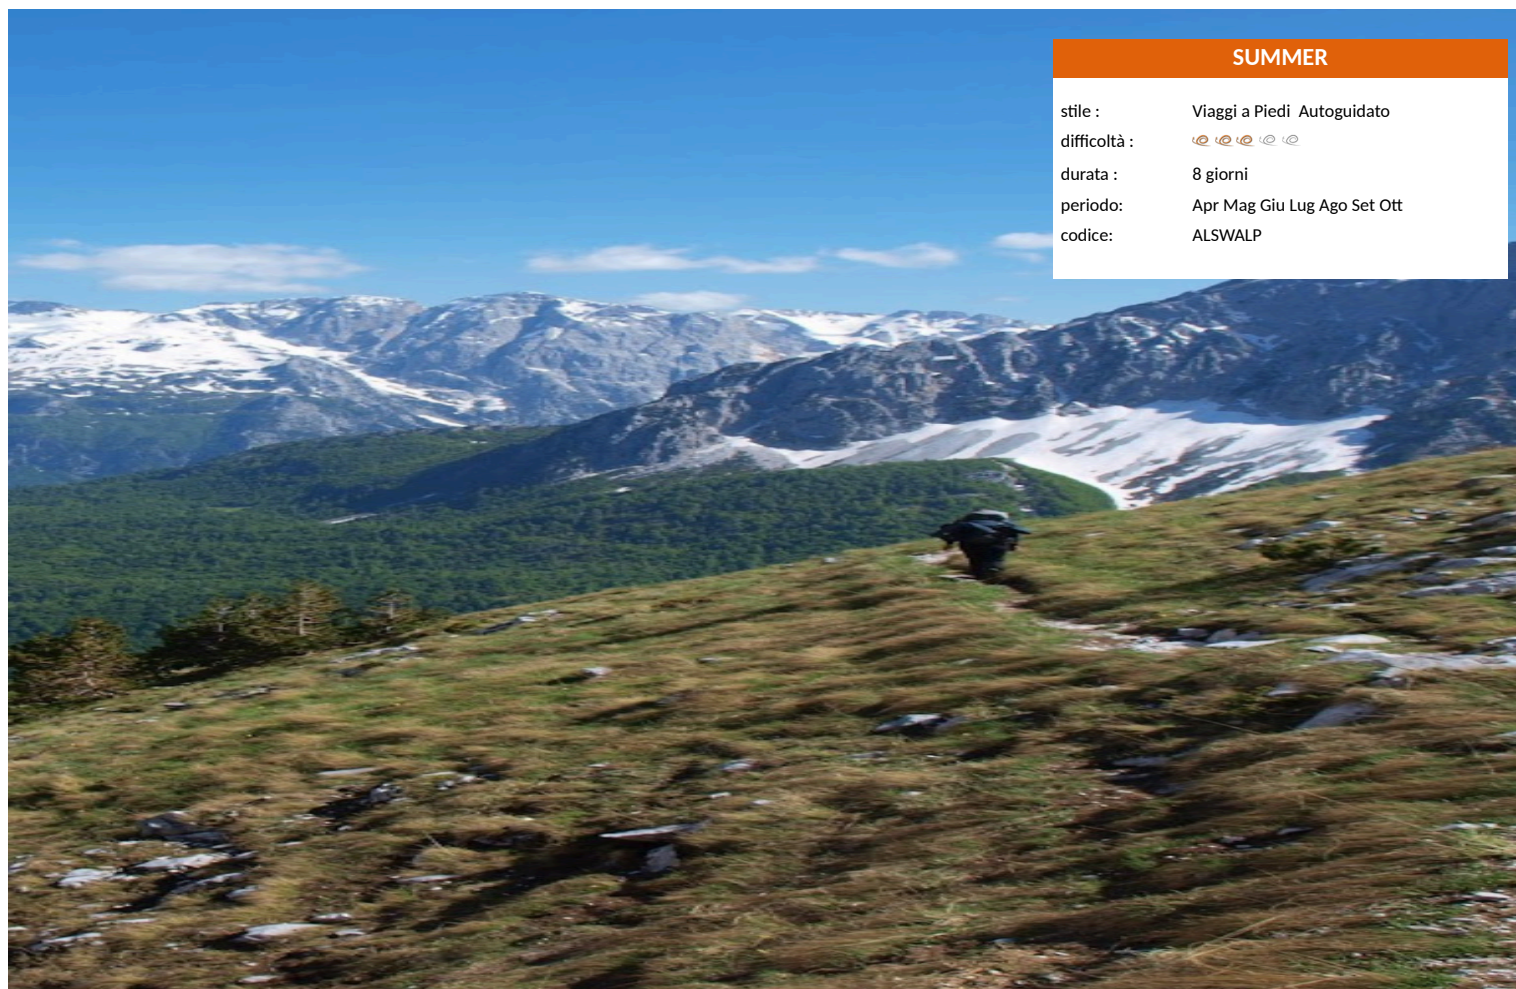 SUMMER
stile : Viaggi a Piedi Autoguidato
difficoltà :
durata : 8 giorni
periodo: Apr Mag Giu Lug Ago Set Ott
codice: ALSWALP